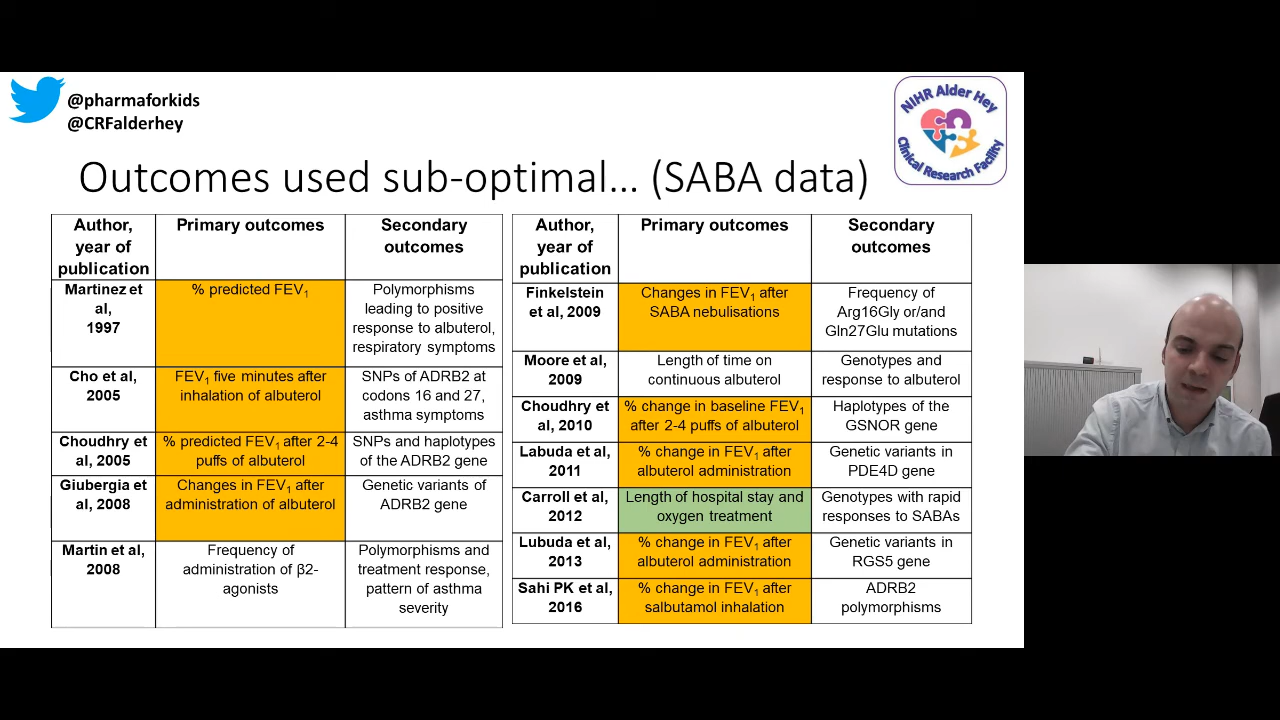 @pharmaforkids
@CRFalderhey
NIHR Alder Hey
Clinical Research Facility
Outcomes used sub-optimal... (SABA data)
Author,
year of
publication
Primary outcomes
Secondary
outcomes
Martinez et
al,
1997
% predicted FEV₁
Polymorphisms
leading to positive
response to albuterol,
respiratory symptoms
Cho et al,
2005
FEV₁ five minutes after
inhalation of albuterol
SNPs of ADRB2 at
codons 16 and 27,
asthma symptoms
Choudhry et
al, 2005
% predicted FEV₁ after 2-4
puffs of albuterol
SNPs and haplotypes
of the ADRB2 gene
Giubergia et
al, 2008
Changes in FEV₁ after
administration of albuterol
Genetic variants of
ADRB2 gene
Martin et al,
2008
Frequency of
administration of β2-
agonists
Polymorphisms and
treatment response,
pattern of asthma
severity
Author,
year of
publication
Primary outcomes
Secondary
outcomes
Finkelstein
et al, 2009
Changes in FEV₁ after
SABA nebulisations
Frequency of
Arg16Gly or/and
Gln27Glu mutations
Moore et al,
2009
Length of time on
continuous albuterol
Genotypes and
response to albuterol
Choudhry et
al, 2010
% change in baseline FEV₁
after 2-4 puffs of albuterol
Haplotypes of the
GSNOR gene
Labuda et al,
2011
% change in FEV₁ after
albuterol administration
Genetic variants in
PDE4D gene
Carroll et al,
2012
Length of hospital stay and
oxygen treatment
Genotypes with rapid
responses to SABAs
Lubuda et al,
2013
% change in FEV₁ after
albuterol administration
Genetic variants in
RGS5 gene
Sahi PK et al,
2016
% change in FEV₁ after
salbutamol inhalation
ADRB2
polymorphisms